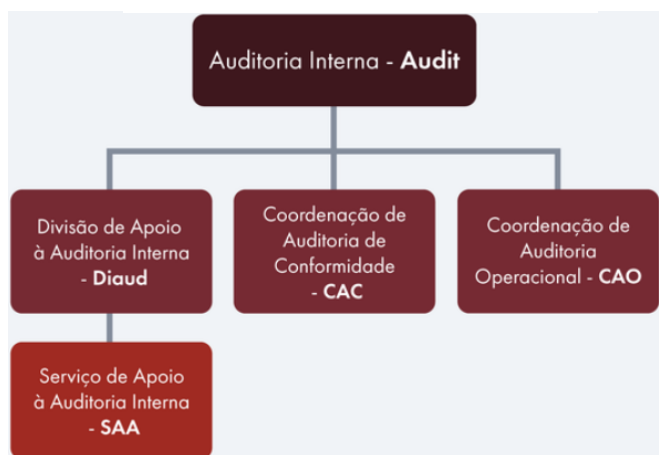 Auditoria Interna - Audit
Divisão de Apoio
à Auditoria Interna
- Diaud
Coordenação de
Auditoria de
Conformidade
- CAC
Coordenação de
Auditoria
Operacional - CAO
Serviço de Apoio
à Auditoria Interna
- SAA